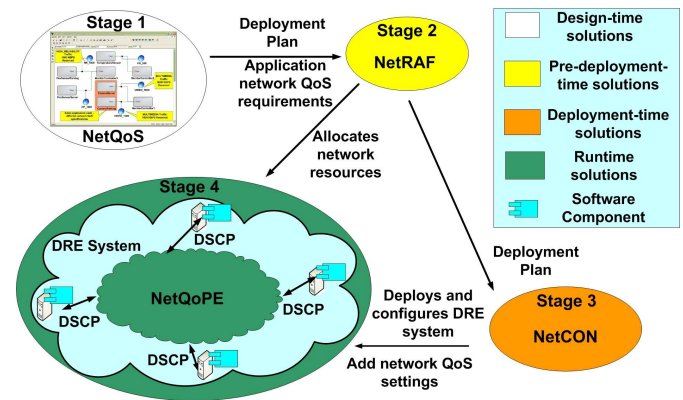 Stage 1
NetQoS
Deployment
Plan
Application
network QoS
requirements
Stage 2
NetRAF
Allocates
network
resources
Design-time
solutions
Pre-deployment-
time solutions
Deployment-time
solutions
Runtime
solutions
Software
Component
Stage 4
DRE System
DSCP
NetQoPE
DSCP
DSCP
DSCP
Deployment
Plan
Deploys and
configures DRE
system
Add network QoS
settings
Stage 3
NetCON